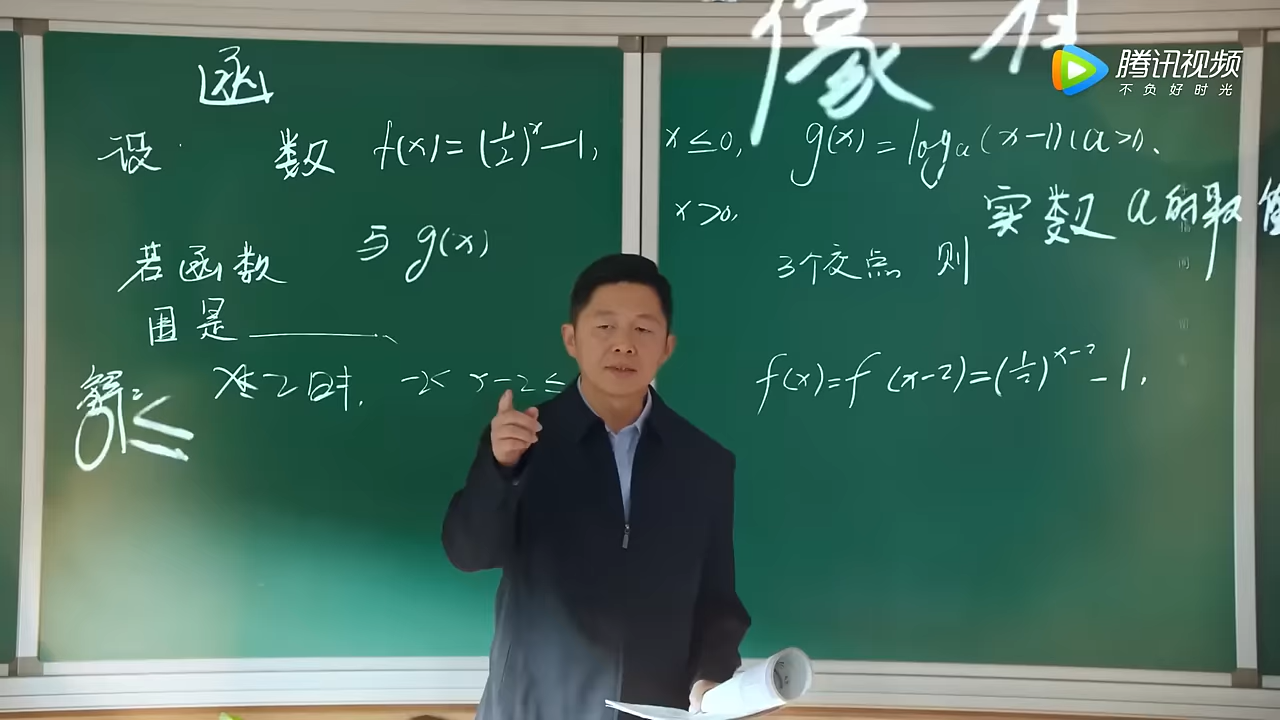 像 在
腾讯视频
不负好时光
函
设 数 f(x)=(1/2)^x-1, x≤0, g(x)=log_a(x-1)(a>1).
x>0,
实数 a的取值
若函数 与 g(x) 3个交点 则
围是
解: x≤2时, -2< x-2≤ f(x)=f(x-2)=(1/2)^{x-2}-1.